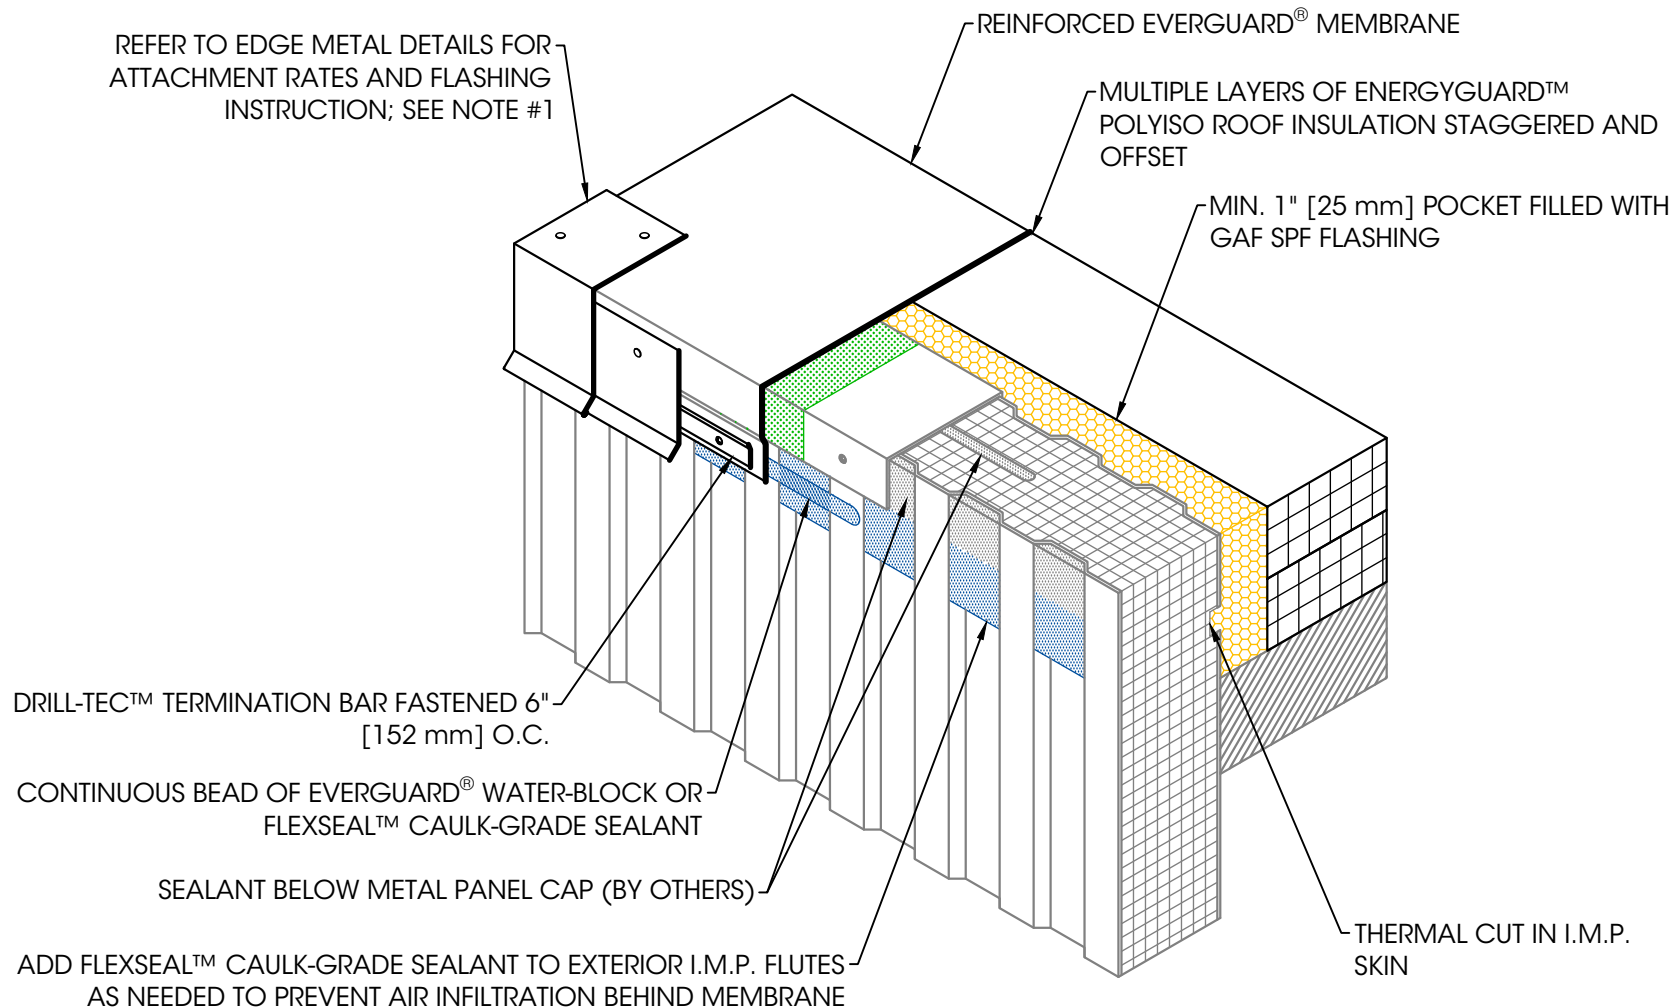 REINFORCED EVERGUARD® MEMBRANE
REFER TO EDGE METAL DETAILS FOR
ATTACHMENT RATES AND FLASHING
INSTRUCTION; SEE NOTE #1
MULTIPLE LAYERS OF ENERGYGUARD™
POLYISO ROOF INSULATION STAGGERED AND
OFFSET
MIN. 1" [25 mm] POCKET FILLED WITH
GAF SPF FLASHING
DRILL-TEC™ TERMINATION BAR FASTENED 6"
[152 mm] O.C.
CONTINUOUS BEAD OF EVERGUARD® WATER-BLOCK OR
FLEXSEAL™ CAULK-GRADE SEALANT
SEALANT BELOW METAL PANEL CAP (BY OTHERS)
ADD FLEXSEAL™ CAULK-GRADE SEALANT TO EXTERIOR I.M.P. FLUTES
AS NEEDED TO PREVENT AIR INFILTRATION BEHIND MEMBRANE
THERMAL CUT IN I.M.P.
SKIN